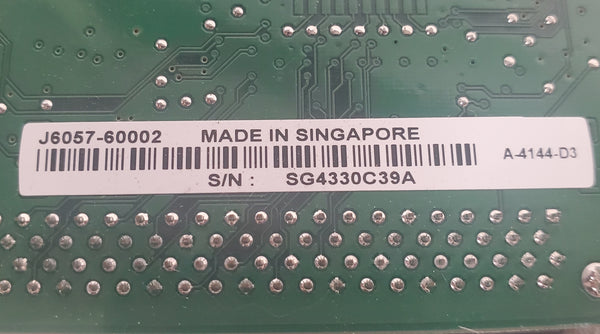 J6057-60002 MADE IN SINGAPORE
A-4144-D3
S/N : SG4330C39A